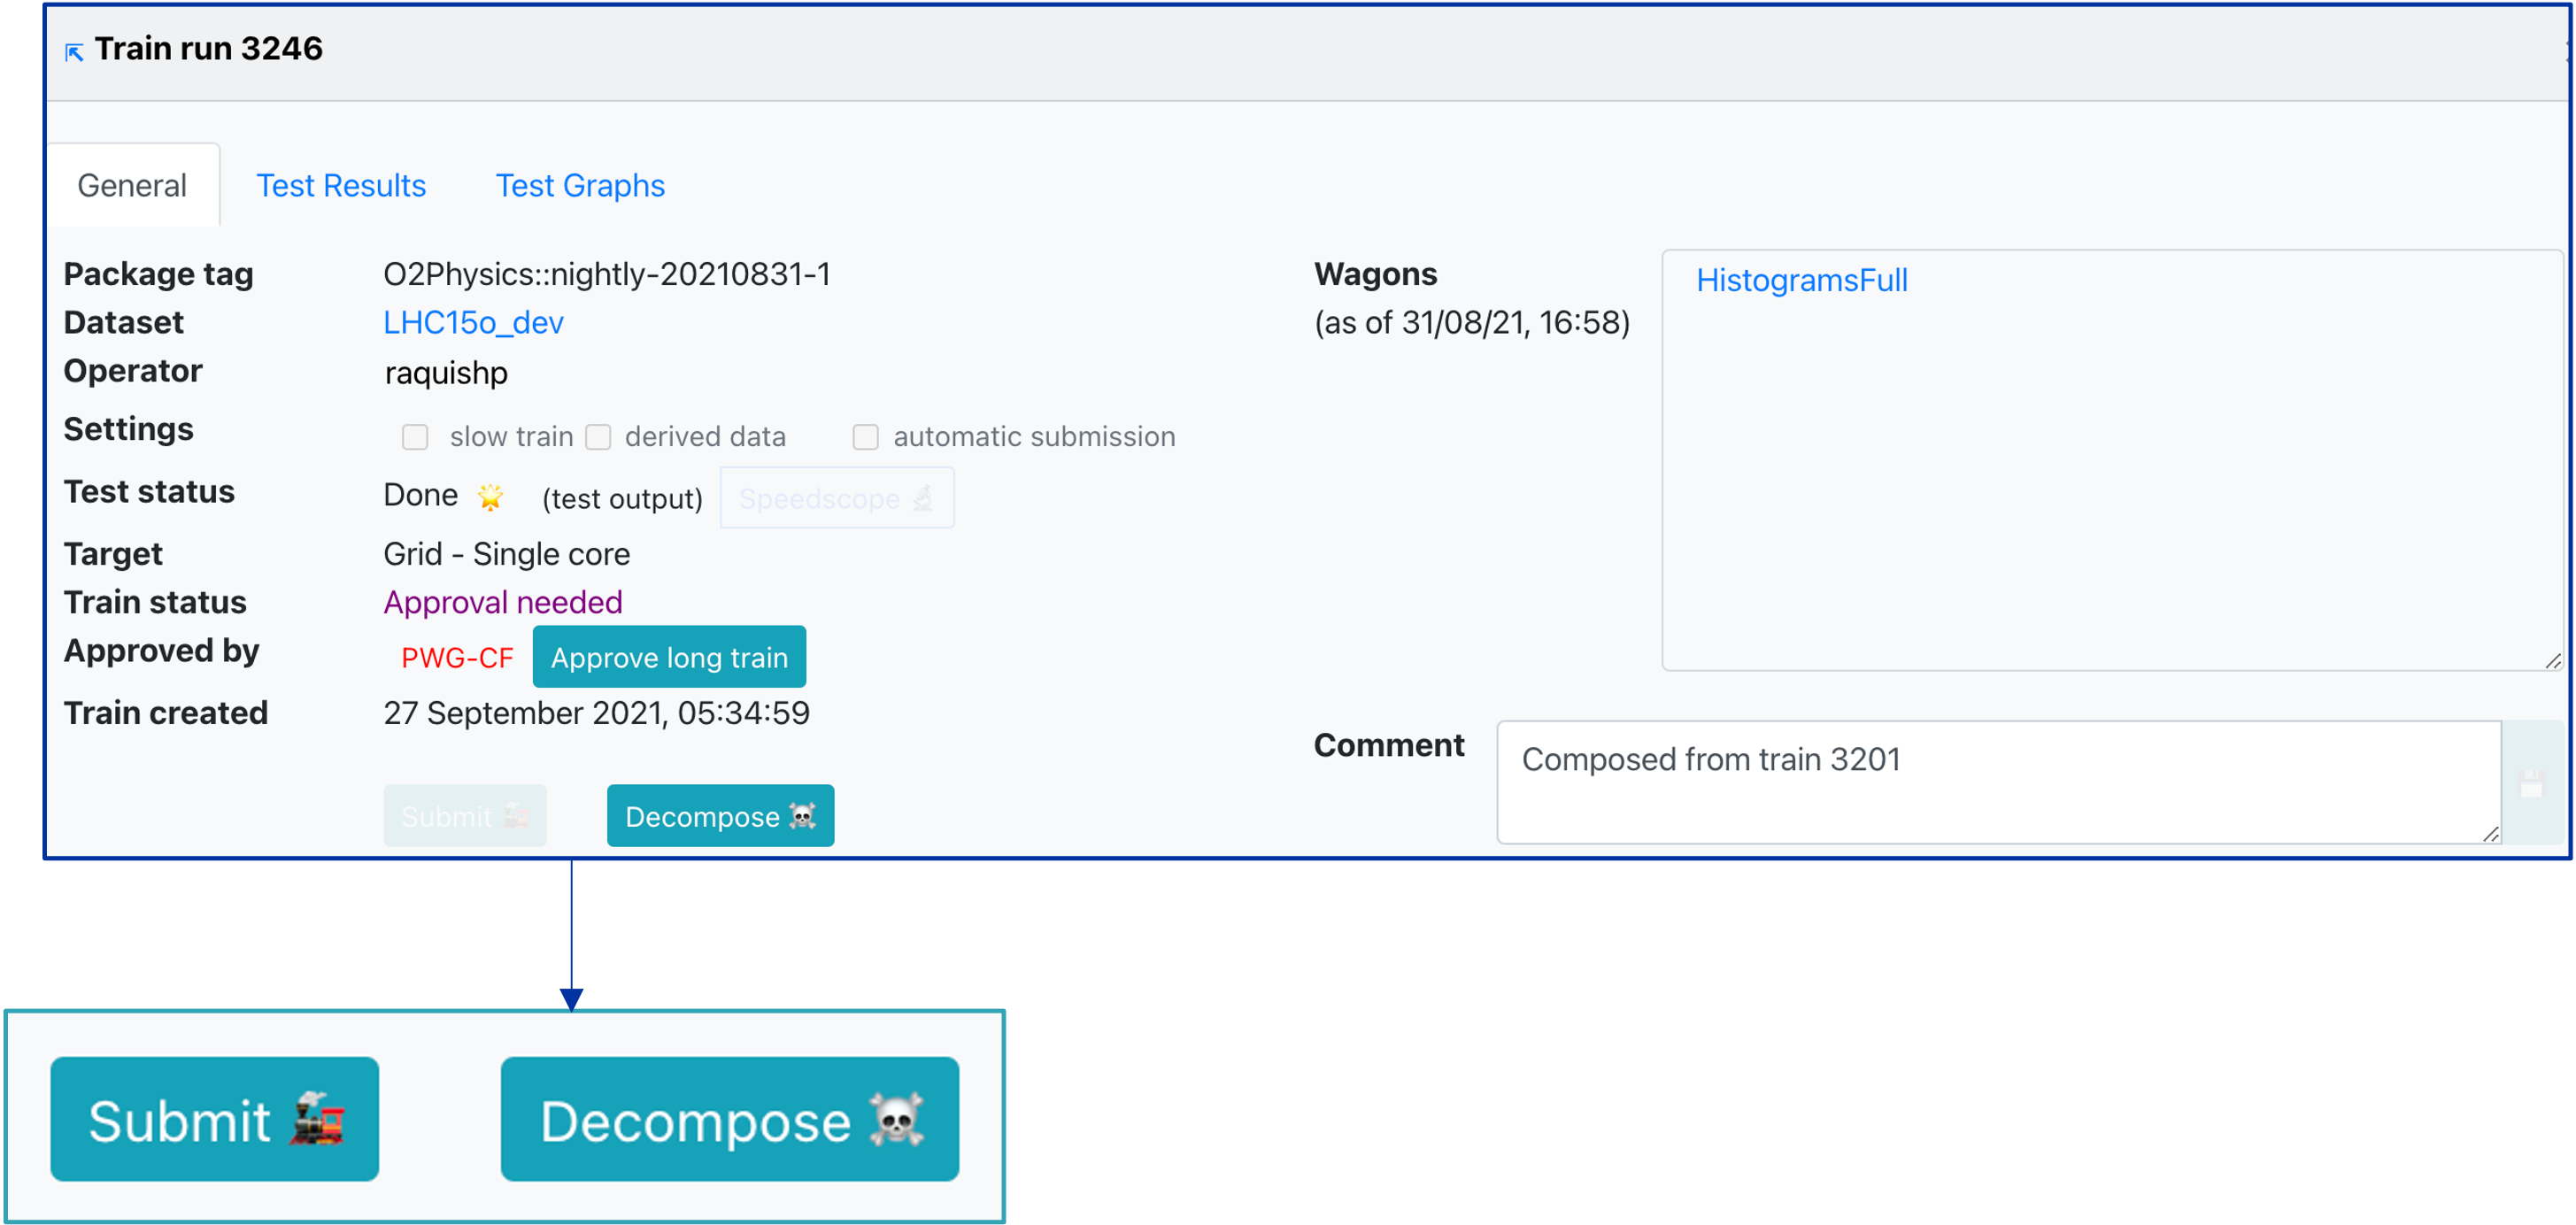 Train run 3246
General Test Results Test Graphs
Package tag O2Physics::nightly-20210831-1
Dataset LHC15o_dev
Operator raquishp
Settings slow train derived data automatic submission
Test status Done (test output) Speedscope
Target Grid - Single core
Train status Approval needed
Approved by PWG-CF Approve long train
Train created 27 September 2021, 05:34:59
Submit Decompose
Wagons HistogramsFull
(as of 31/08/21, 16:58)
Comment Composed from train 3201
Submit Decompose